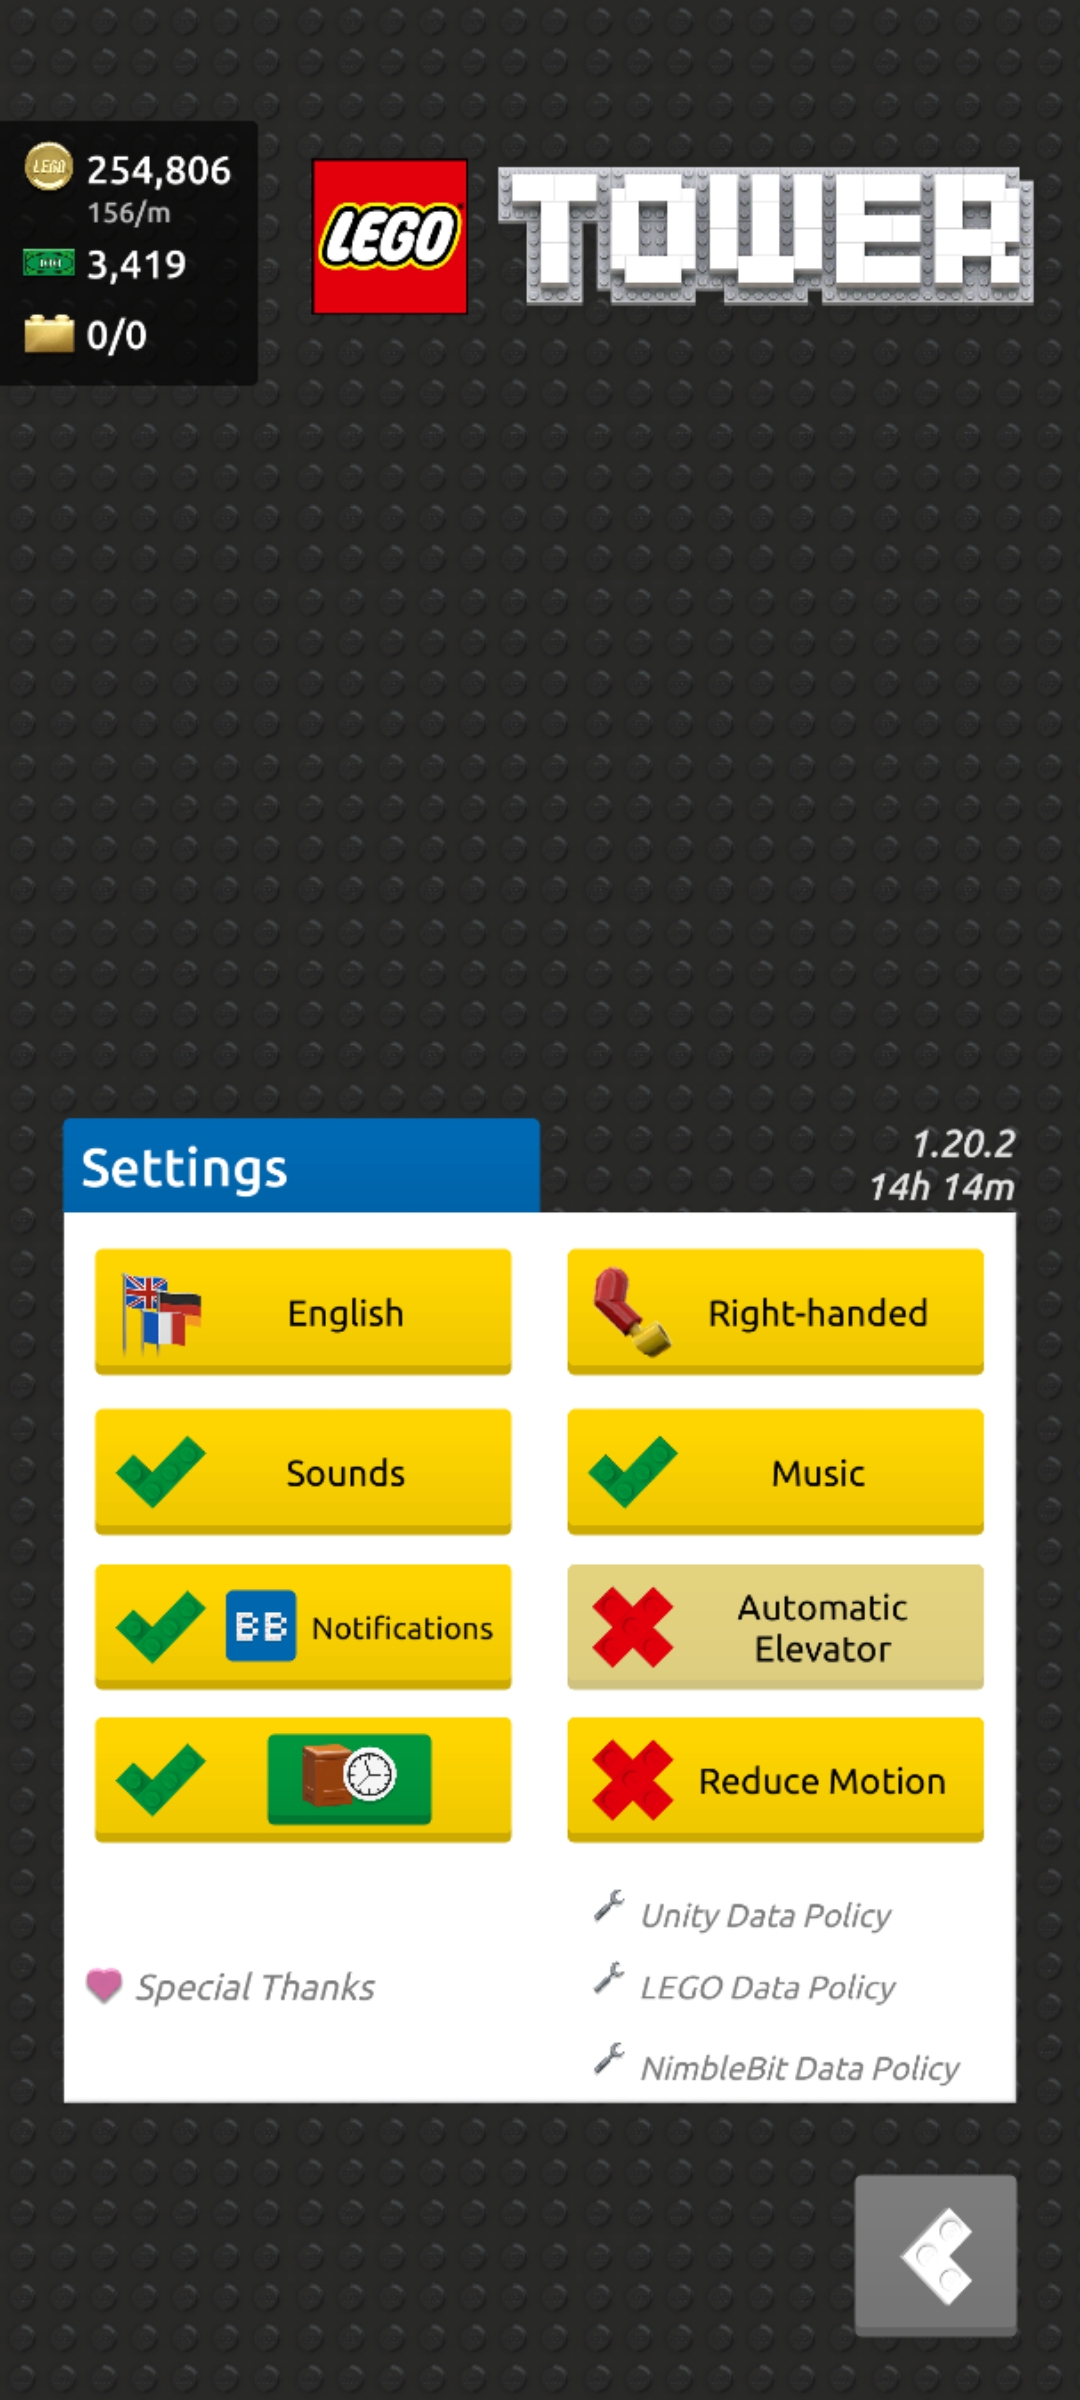 LEGO
254,806
156/m
3,419
0/0
LEGO TOWER
Settings
1.20.2
14h 14m
English
Right-handed
Sounds
Music
BB Notifications
Automatic
Elevator
Reduce Motion
Unity Data Policy
Special Thanks
LEGO Data Policy
NimbleBit Data Policy